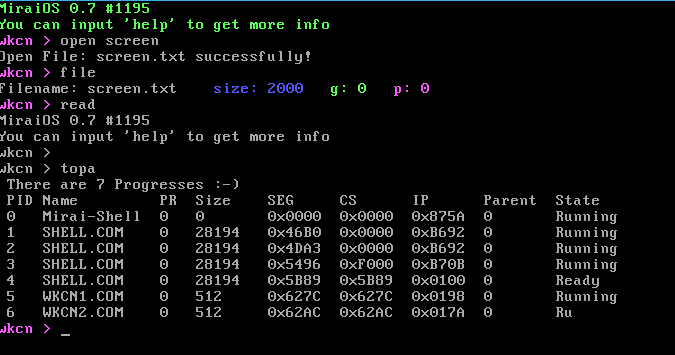 MiraiOS 0.7 #1195
You can input 'help' to get more info
wkcn > open screen
Open File: screen.txt successfully!
wkcn > file
Filename: screen.txt    size: 2000   g: 0   p: 0
wkcn > read
MiraiOS 0.7 #1195
You can input 'help' to get more info
wkcn >
wkcn > topa
There are 7 Progresses :-)
PID Name         PR  Size     SEG    CS     IP     Parent  State
0   Mirai-Shell  0   0        0x0000 0x0000 0x875A 0       Running
1   SHELL.COM    0   28194    0x46B0 0x0000 0xB692 0       Running
2   SHELL.COM    0   28194    0x4DA3 0x0000 0xB692 0       Running
3   SHELL.COM    0   28194    0x5496 0xF000 0xB70B 0       Running
4   SHELL.COM    0   28194    0x5B89 0x5B89 0x0100 0       Ready
5   WKCN1.COM    0   512      0x627C 0x627C 0x0198 0       Running
6   WKCN2.COM    0   512      0x62AC 0x62AC 0x017A 0       Ru
wkcn > _